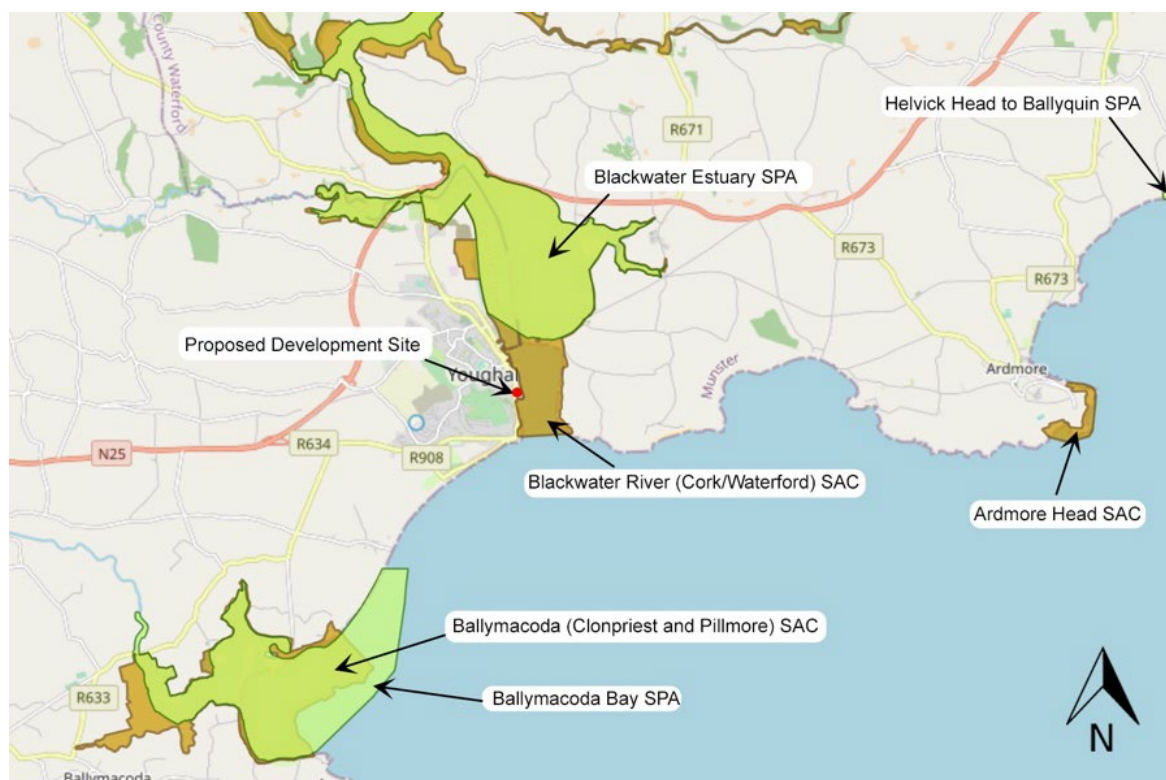 County Waterford
R671
Helvick Head to Ballyquin SPA
Blackwater Estuary SPA
R673
R673
Proposed Development Site
Youghal
Munster
Ardmore
N25
R634
R908
Blackwater River (Cork/Waterford) SAC
Ardmore Head SAC
Ballymacoda (Clonpriest and Pillmore) SAC
R633
Ballymacoda Bay SPA
N
Ballymacoda